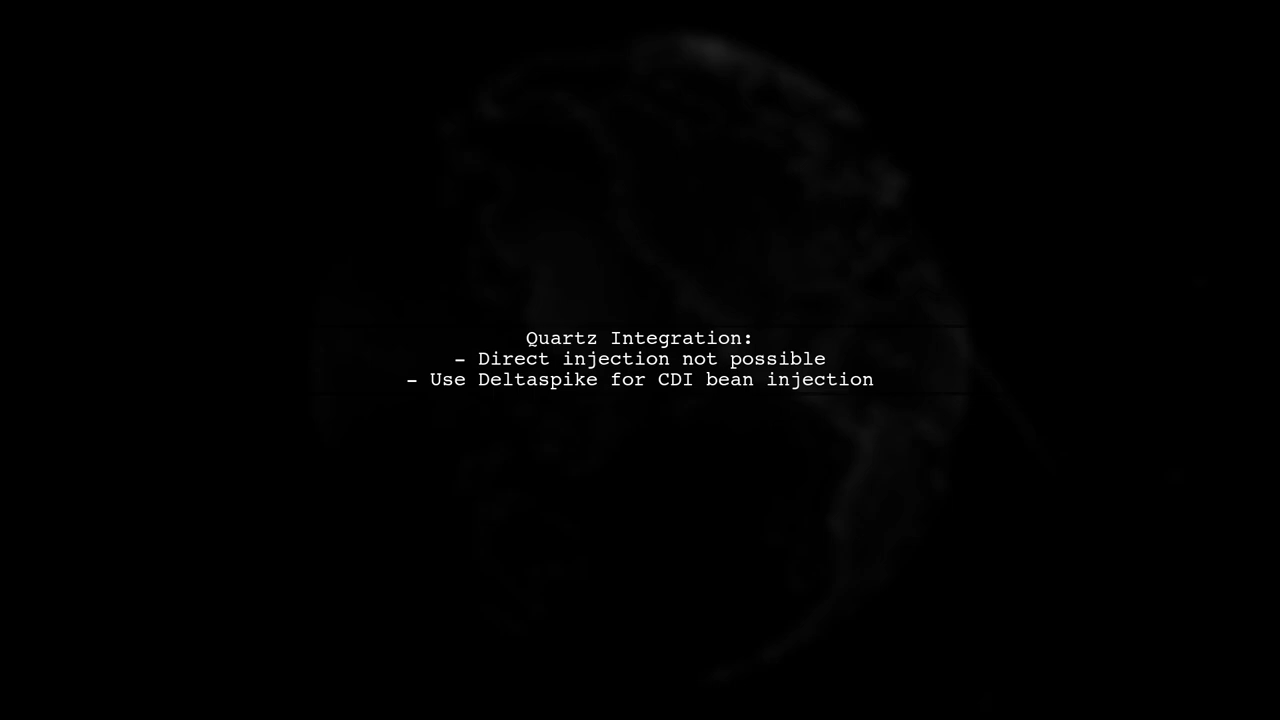 Quartz Integration:
- Direct injection not possible
- Use Deltaspike for CDI bean injection